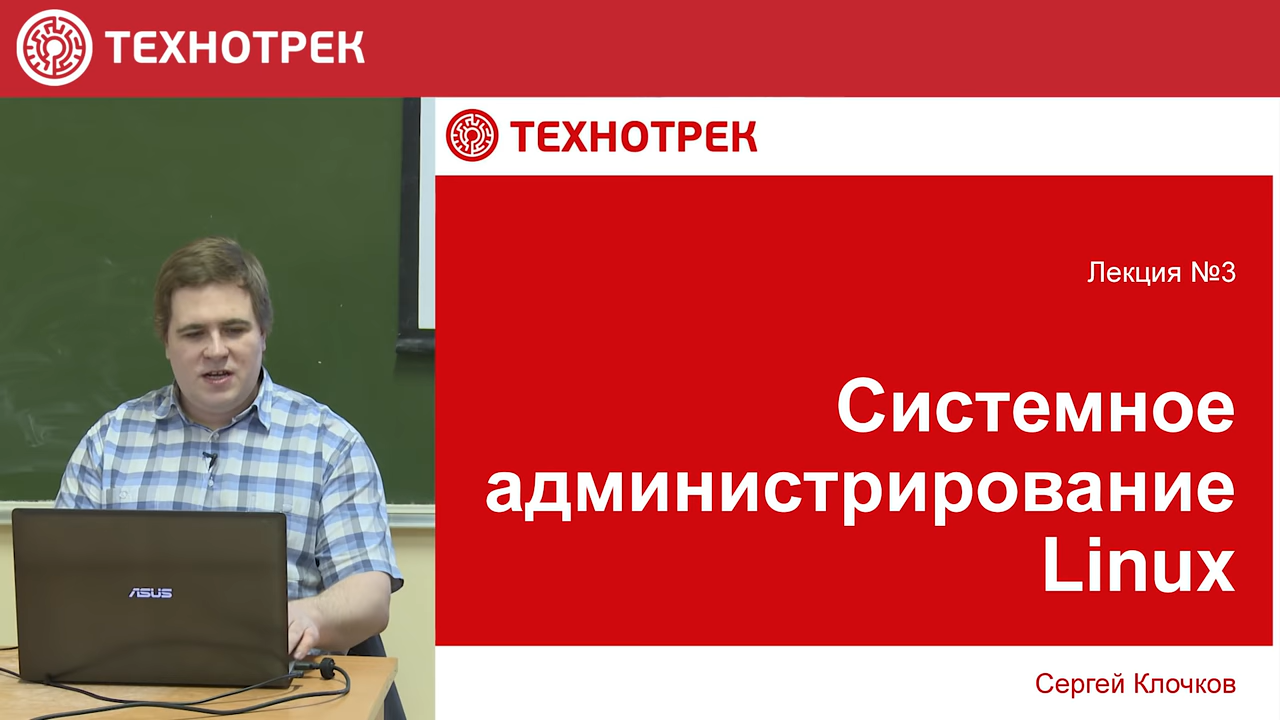 ТЕХНОТРЕК
ТЕХНОТРЕК
Лекция №3
Системное
администрирование
Linux
Сергей Клочков
ASUS